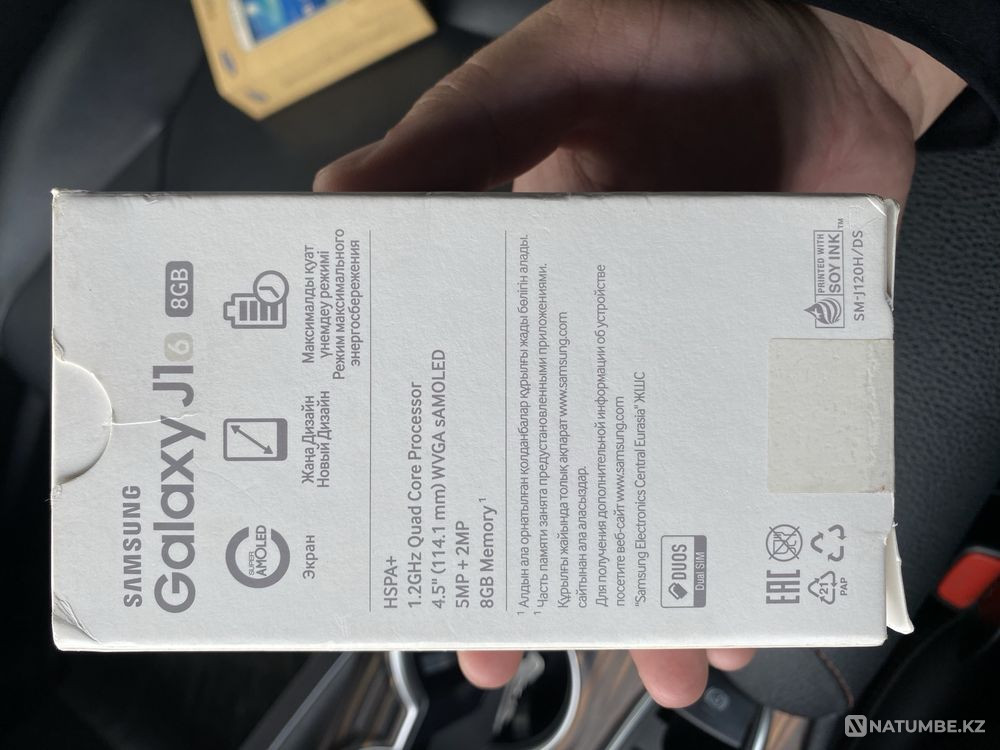 SAMSUNG
Galaxy J1 6 8GB
SUPER
AMOLED
Экран
Жаңа Дизайн
Новый Дизайн
Максималды қуат
үнемдеу режимі
Режим максимального
энергосбережения
HSPA+
1.2GHz Quad Core Processor
4.5" (114.1 mm) WVGA sAMOLED
5MP + 2MP
8GB Memory¹
¹ Алдын ала орнатылған қолданбалар құрылғы жады бөлігін алады.
¹ Часть памяти занята предустановленными приложениями.
Құрылғы жайында толық ақпарат www.samsung.com
сайтынан ала аласыздар.
Для получения дополнительной информации об устройстве
посетите веб-сайт www.samsung.com
"Samsung Electronics Central Eurasia" ЖШС
DUOS
Dual SIM
EAC
21
PAP
PRINTED WITH
SOY INK™
SM-J120H/DS
NATUMBE.KZ